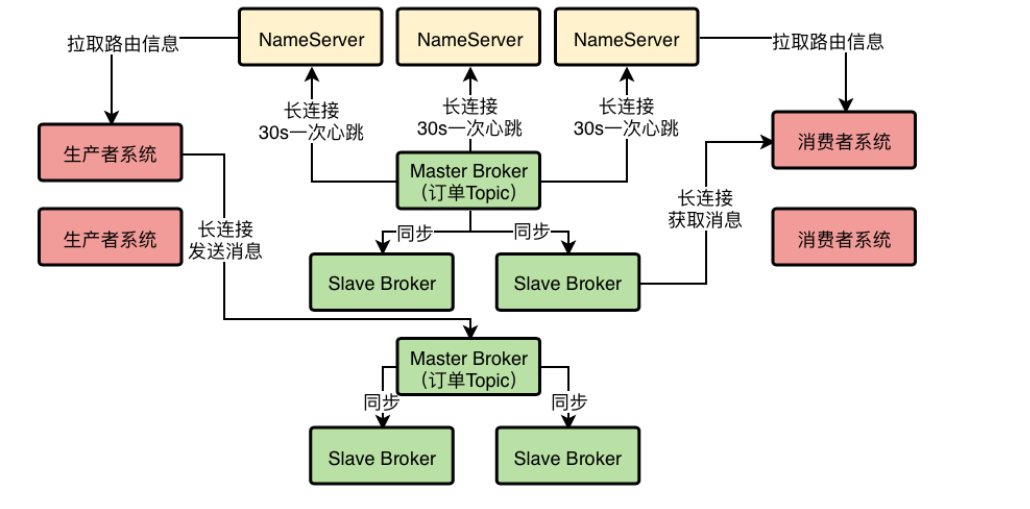 NameServer
NameServer
NameServer
拉取路由信息
拉取路由信息
长连接
30s一次心跳
长连接
30s一次心跳
长连接
30s一次心跳
生产者系统
消费者系统
Master Broker
（订单Topic）
生产者系统
长连接
发送消息
同步
同步
长连接
获取消息
消费者系统
Slave Broker
Slave Broker
Master Broker
（订单Topic）
同步
同步
Slave Broker
Slave Broker